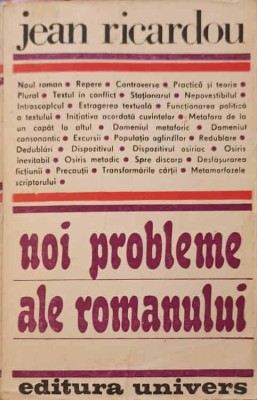 jean ricardou
Noul roman • Repere • Controverse • Practică și teorie •
Plural • Textul în conflict • Staționarul • Nepovestibilul •
Introscoplcul • Extragerea textuală • Funcționarea politică
a textului • Inițiativa acordată cuvintelor • Metafora de la
un capăt la altul • Domeniul metaforic • Domeniul
consonantic • Excursii • Populația oglinzilor • Redublare •
Dedublări • Dispozitivul • Dispozitivul osiriac • Osiris
inevitabil • Osiris metodic • Spre discarp • Desfășurarea
ficțiunii • Precauții • Transformările cărții • Metamorfozele
scriptorului •
noi probleme
ale romanului
editura univers